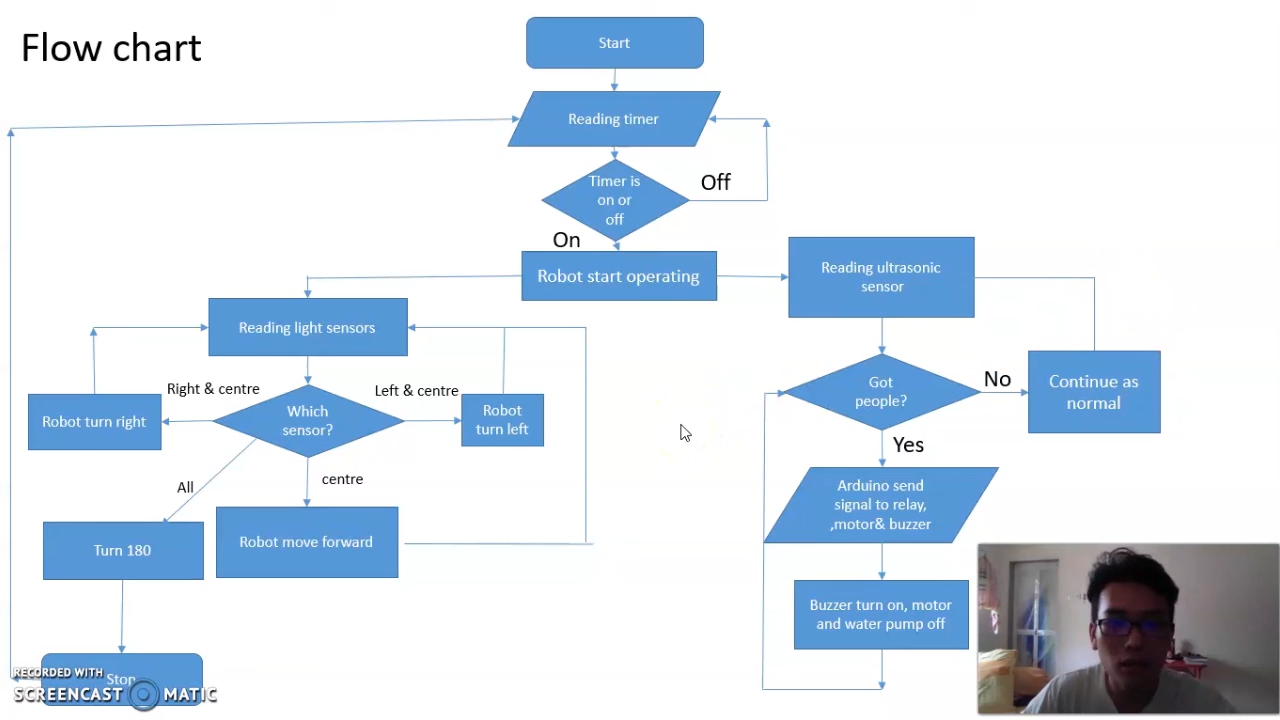 Flow chart
Start
Reading timer
Timer is
on or
off
Off
On
Robot start operating
Reading ultrasonic
sensor
Reading light sensors
Right & centre
Left & centre
Which
sensor?
Robot turn right
Robot
turn left
Got
people?
No
Continue as
normal
Yes
All
centre
Arduino send
signal to relay,
,motor& buzzer
Turn 180
Robot move forward
Buzzer turn on, motor
and water pump off
Stop
RECORDED WITH
SCREENCAST MATIC